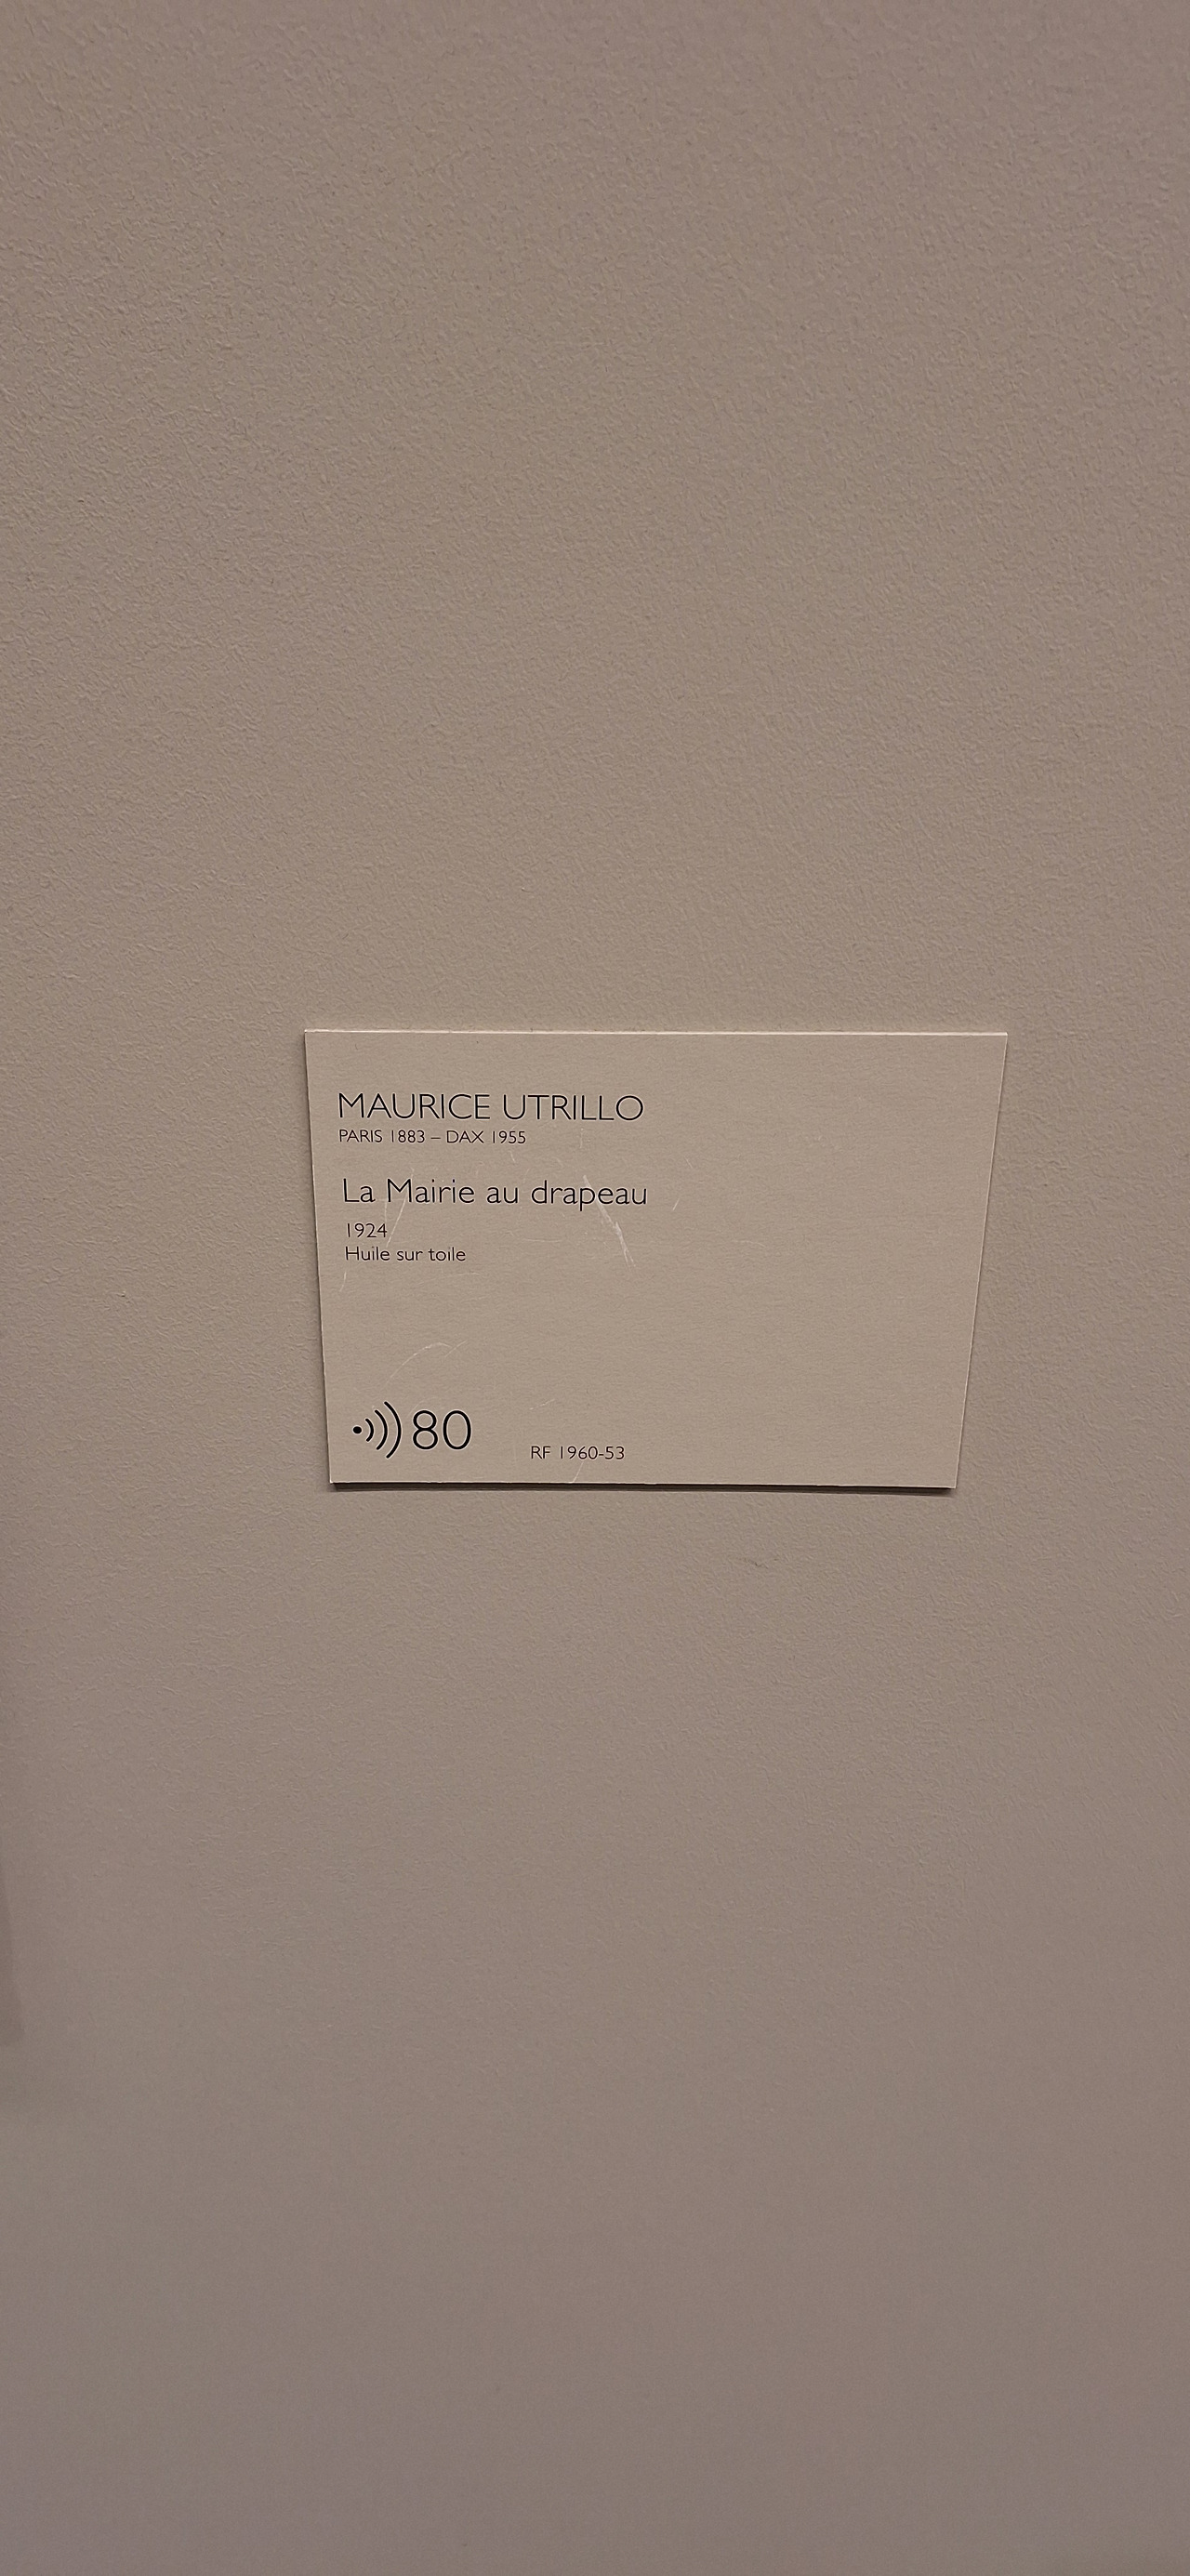 MAURICE UTRILLO
PARIS 1883 – DAX 1955
La Mairie au drapeau
1924
Huile sur toile
80
RF 1960-53